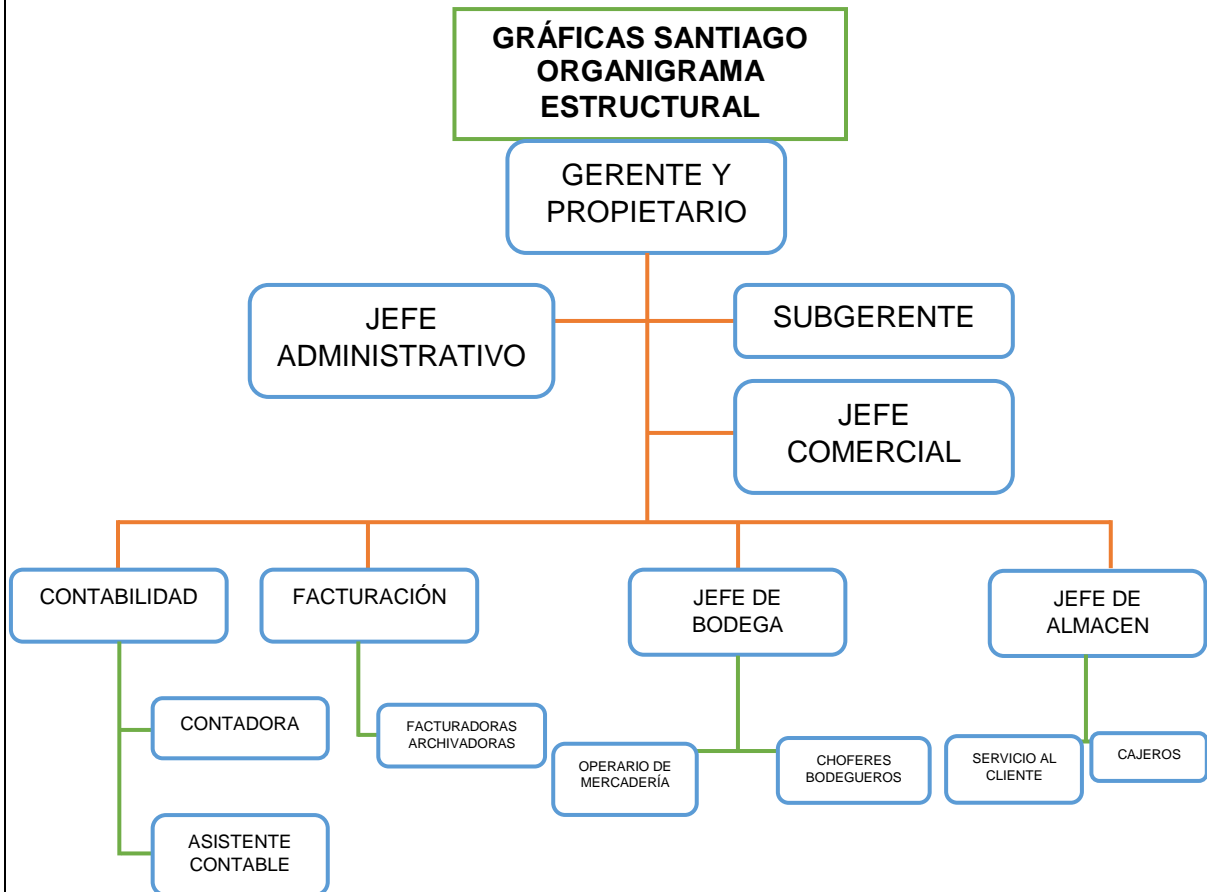 GRÁFICAS SANTIAGO
ORGANIGRAMA
ESTRUCTURAL
GERENTE Y
PROPIETARIO
JEFE
ADMINISTRATIVO
SUBGERENTE
JEFE
COMERCIAL
CONTABILIDAD
FACTURACIÓN
JEFE DE
BODEGA
JEFE DE
ALMACEN
CONTADORA
ASISTENTE
CONTABLE
FACTURADORAS
ARCHIVADORAS
OPERARIO DE
MERCADERÍA
CHOFERES
BODEGUEROS
SERVICIO AL
CLIENTE
CAJEROS